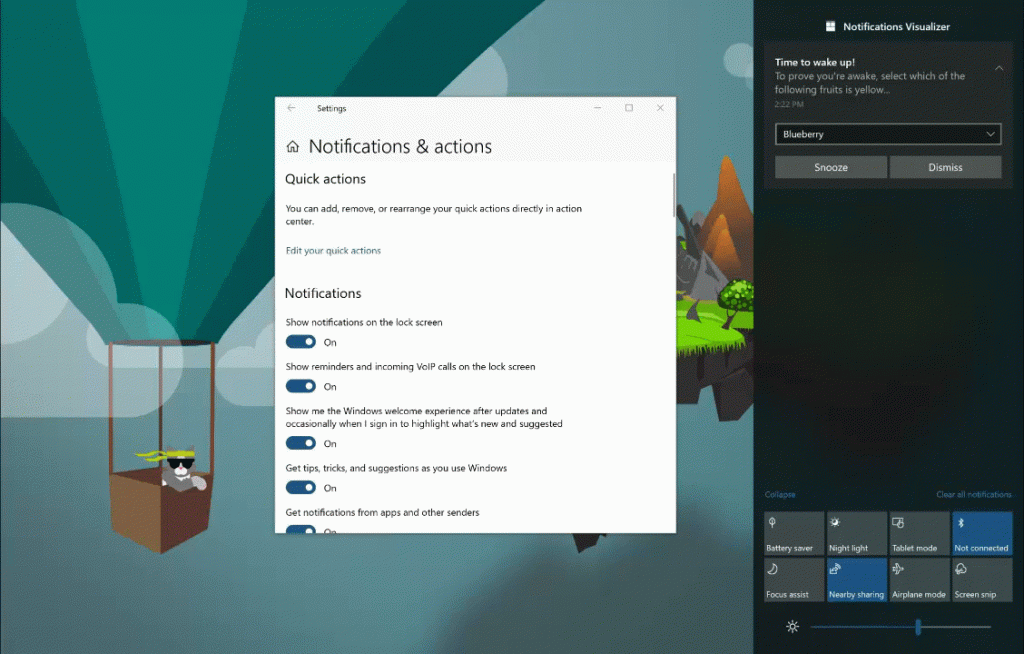 Settings
Notifications & actions
Quick actions
You can add, remove, or rearrange your quick actions directly in action
center.
Edit your quick actions
Notifications
Show notifications on the lock screen
On
Show reminders and incoming VoIP calls on the lock screen
On
Show me the Windows welcome experience after updates and
occasionally when I sign in to highlight what's new and suggested
On
Get tips, tricks, and suggestions as you use Windows
On
Get notifications from apps and other senders
On
Notifications Visualizer
Time to wake up!
To prove you're awake, select which of the
following fruits is yellow...
2:22 PM
Blueberry
Snooze
Dismiss
Collapse
Clear all notifications
Battery saver
Night light
Tablet mode
Not connected
Focus assist
Nearby sharing
Airplane mode
Screen snip